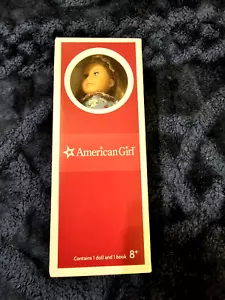 American Girl
Contains 1 doll and 1 book 8+